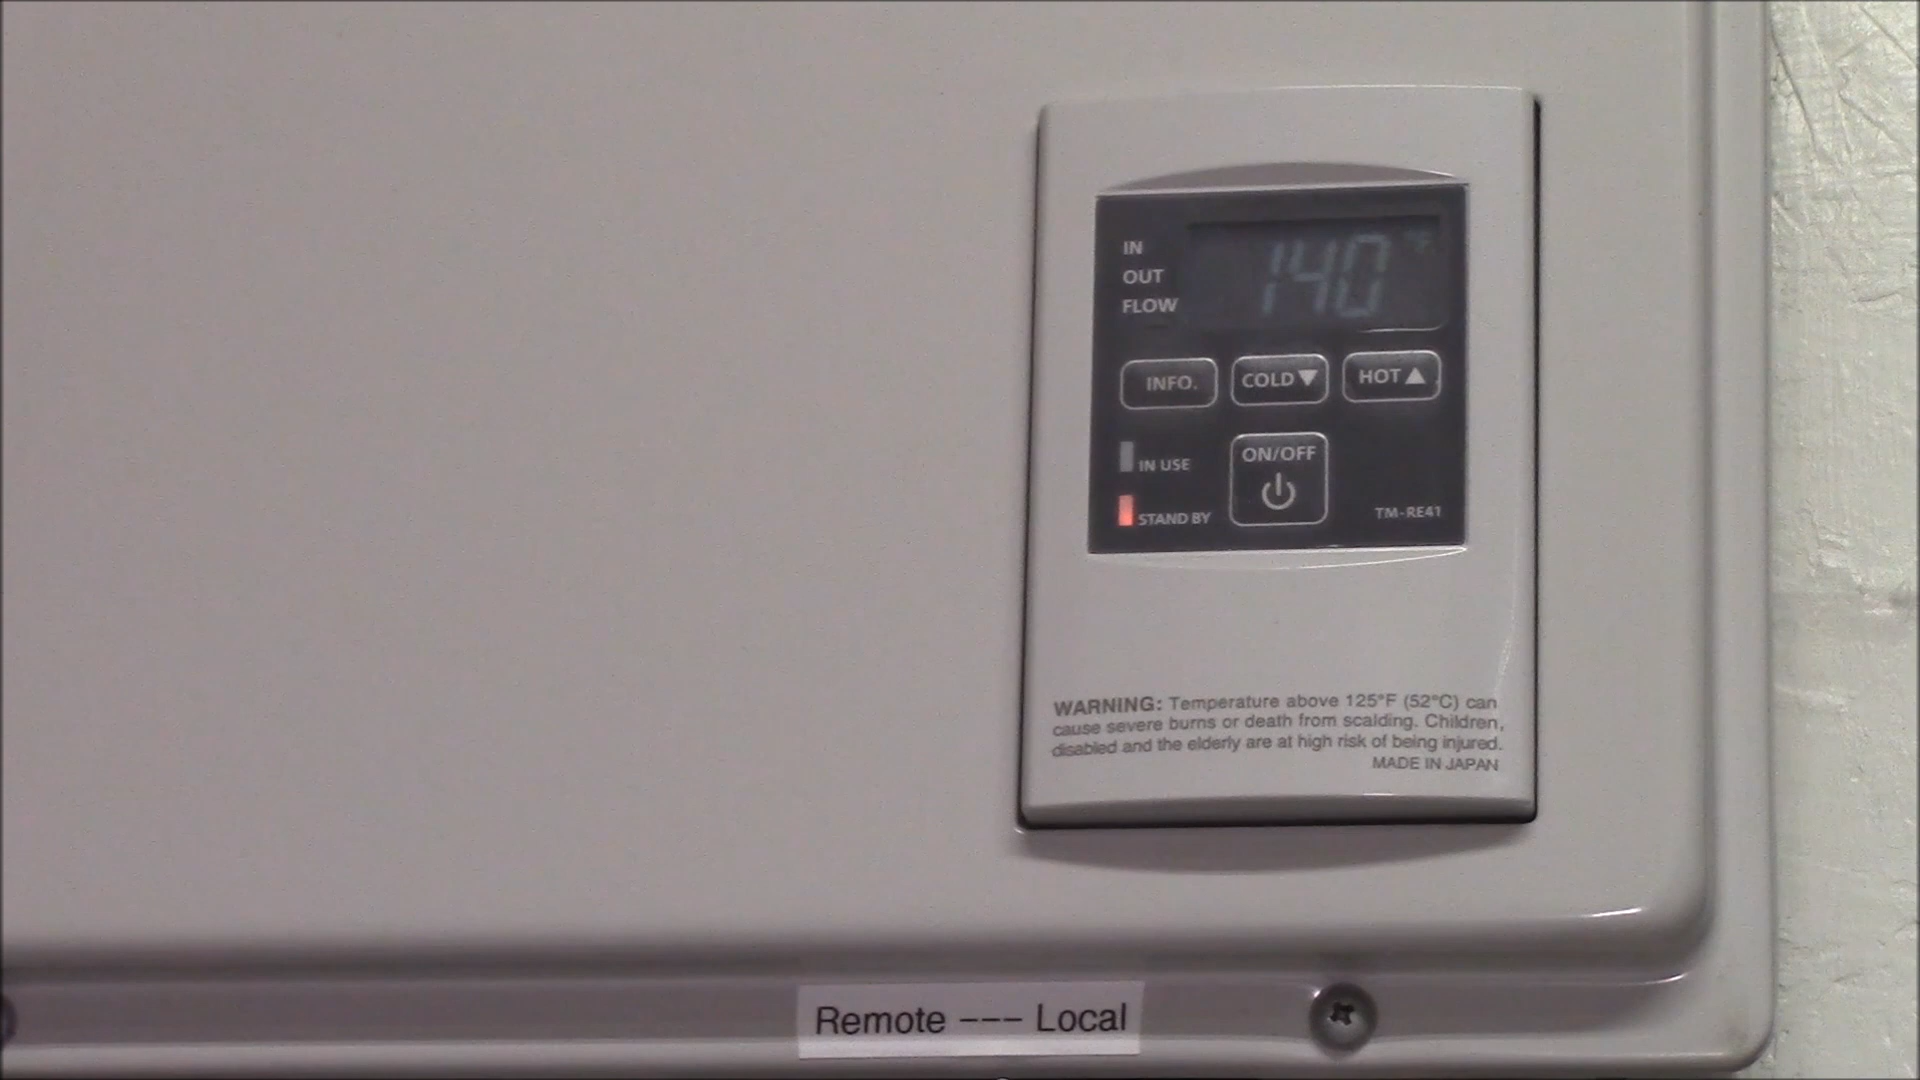 IN
OUT
FLOW
140 °F
INFO.
COLD▼
HOT▲
IN USE
ON/OFF
STAND BY
TM-RE41
WARNING: Temperature above 125°F (52°C) can
cause severe burns or death from scalding. Children,
disabled and the elderly are at high risk of being injured.
MADE IN JAPAN
Remote --- Local